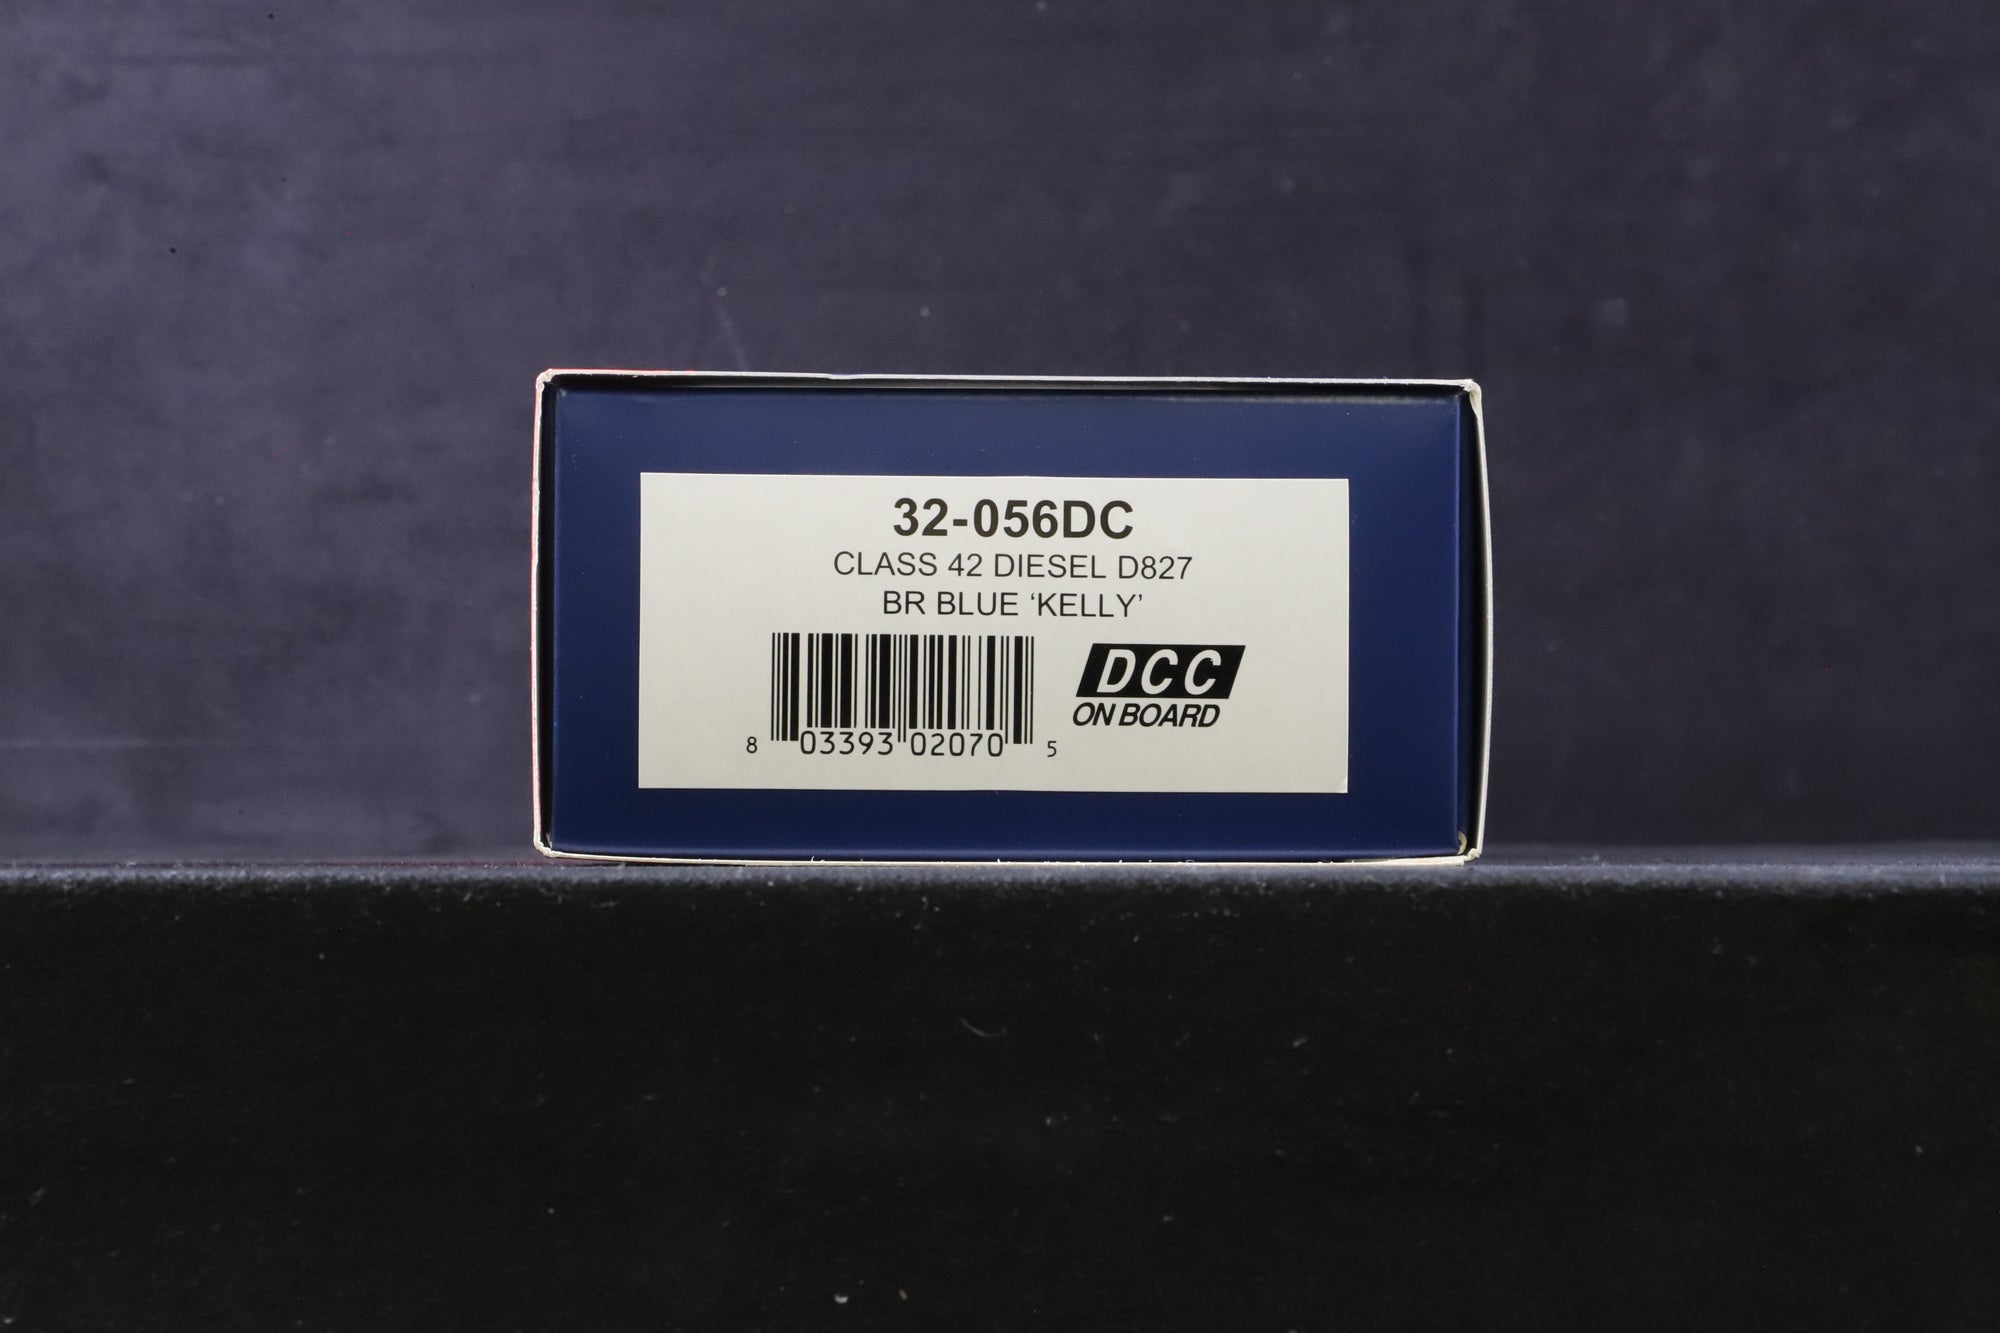 32-056DC
CLASS 42 DIESEL D827
BR BLUE ‘KELLY’
8 03393 02070 5
DCC
ON BOARD